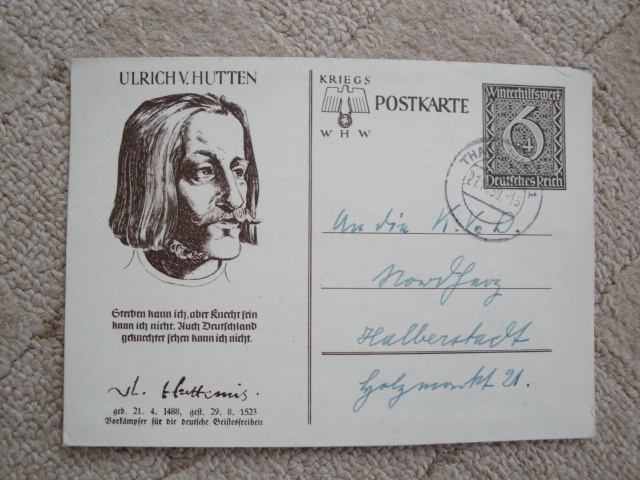 ULRICH V. HUTTEN
Sterben kann ich, aber Knecht sein
kann ich nicht. Auch Deutschland
geknechtet sehen kann ich nicht.
geb. 21. 4. 1488, gest. 29. 8. 1523
Vorkämpfer für die deutsche Geistesfreiheit
KRIEGS
WHW
POSTKARTE
Winterhilfswerk
6
+4
Deutsches Reich
THA
An die K.V.D.
Nordharz
Halberstadt
Holzmarkt 21.